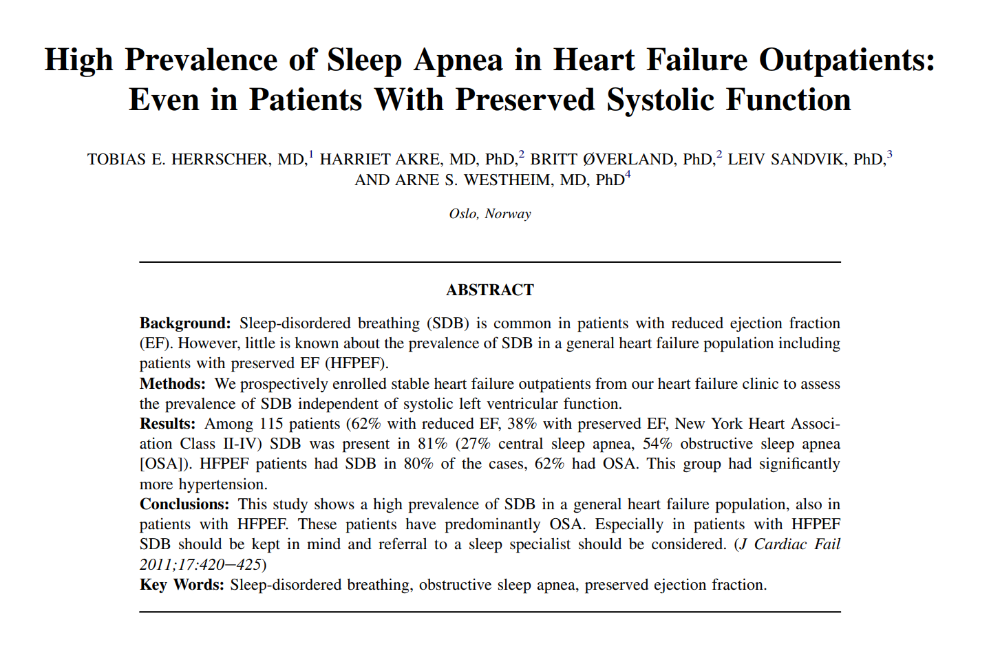 High Prevalence of Sleep Apnea in Heart Failure Outpatients:
Even in Patients With Preserved Systolic Function
TOBIAS E. HERRSCHER, MD,1 HARRIET AKRE, MD, PhD,2 BRITT ØVERLAND, PhD,2 LEIV SANDVIK, PhD,3
AND ARNE S. WESTHEIM, MD, PhD4
Oslo, Norway
ABSTRACT
Background: Sleep-disordered breathing (SDB) is common in patients with reduced ejection fraction
(EF). However, little is known about the prevalence of SDB in a general heart failure population including
patients with preserved EF (HFPEF).
Methods: We prospectively enrolled stable heart failure outpatients from our heart failure clinic to assess
the prevalence of SDB independent of systolic left ventricular function.
Results: Among 115 patients (62% with reduced EF, 38% with preserved EF, New York Heart Associ-
ation Class II-IV) SDB was present in 81% (27% central sleep apnea, 54% obstructive sleep apnea
[OSA]). HFPEF patients had SDB in 80% of the cases, 62% had OSA. This group had significantly
more hypertension.
Conclusions: This study shows a high prevalence of SDB in a general heart failure population, also in
patients with HFPEF. These patients have predominantly OSA. Especially in patients with HFPEF
SDB should be kept in mind and referral to a sleep specialist should be considered. (J Cardiac Fail
2011;17:420–425)
Key Words: Sleep-disordered breathing, obstructive sleep apnea, preserved ejection fraction.